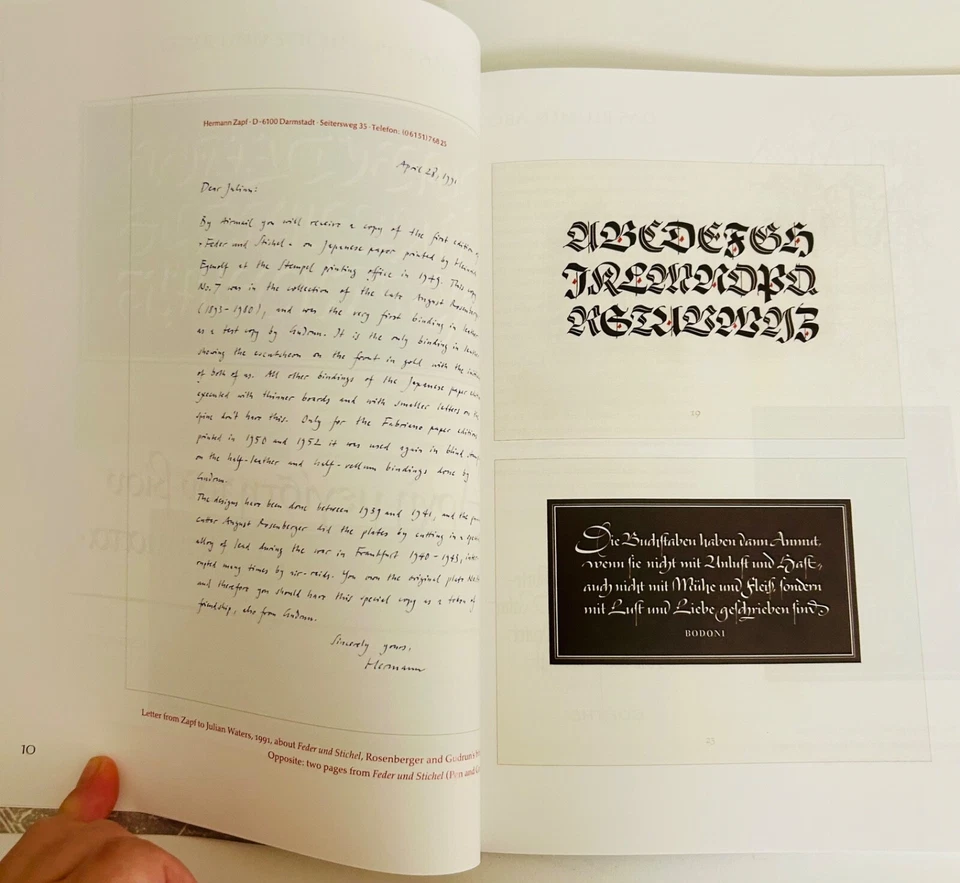 Hermann Zapf · D-6100 Darmstadt · Seitersweg 35 · Telefon: (06151) 76825
April 28, 1991
Dear Julian:
By Airmail you will receive a copy of the first edition
»Feder und Stichel« on Japanese paper printed by
Egenolf at the Stempel printing office in 1949. This copy
No. 7 was in the collection of the late August Rosenberger
(1893-1980), and was the very first binding in leather
as a test copy by Gudrun. It is the only binding in
showing the escutcheon on the front in gold with the
of both of us. All other bindings of the Japanese paper
executed with thinner boards and with smaller letters on
spine don't have this. Only for the Fabriano paper edition
printed in 1950 and 1952 it was used again in blind
on the half-leather and half-vellum bindings done by
Gudrun.
The designs have been done between 1939 and 1941, and the
cutter August Rosenberger did the plates by cutting in a
alloy of lead during the war in Frankfurt 1940-1943,
rupted many times by air-raids. You own the original plate
and therefore you should have this special copy as a token of
friendship, also from Gudrun.
Sincerely yours,
Hermann
Letter from Zapf to Julian Waters, 1991, about Feder und Stichel, Rosenberger and Gudrun's
Opposite: two pages from Feder und Stichel (Pen and
10
ABCDEFGH
JKLMNOPQ
RSTUVWXYZ
19
Die Buchstaben haben dann Anmut,
wenn sie nicht mit Unlust und Hast,
auch nicht mit Mühe und Fleiß, sondern
mit Lust und Liebe geschrieben sind
BODONI